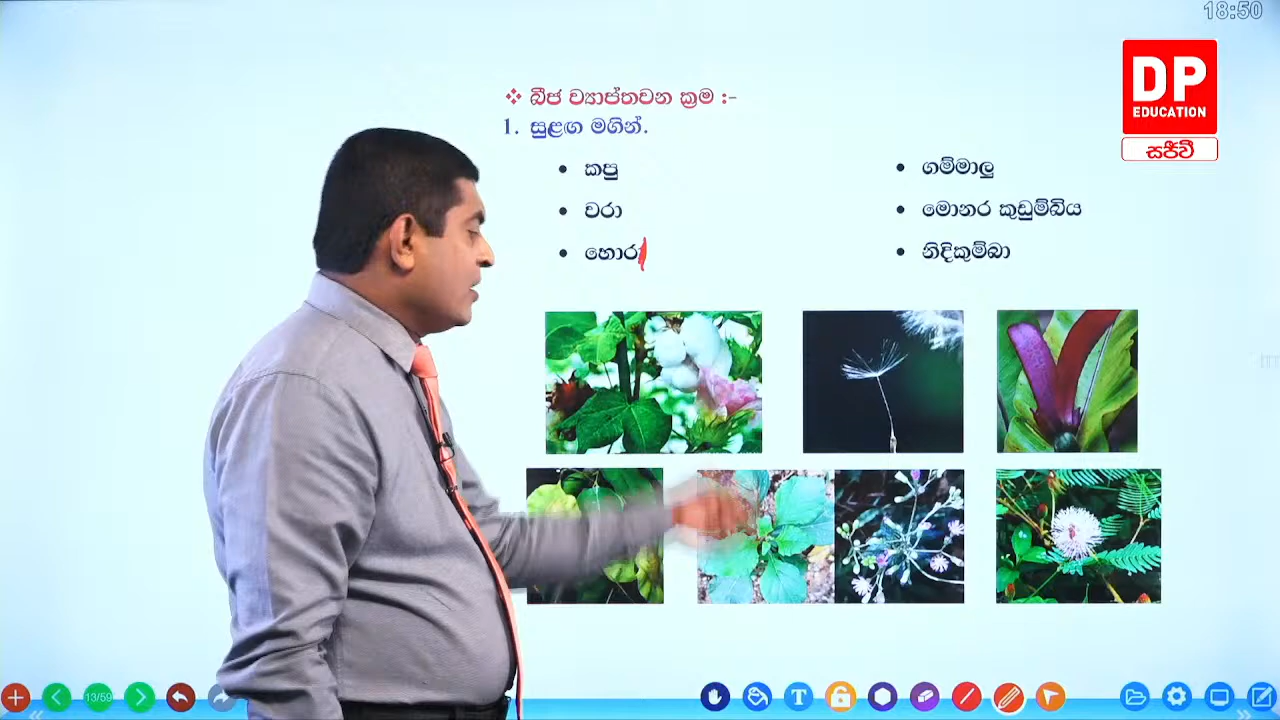 18:50
DP
EDUCATION
සජීවී
❖ බීජ ව්‍යාප්තවන ක්‍රම :-
1. සුළඟ මගින්.
• කපු
• වරා
• හොරා
• ගම්මාලු
• මොනර කුඩුම්බිය
• නිදිකුම්බා
13/59
T